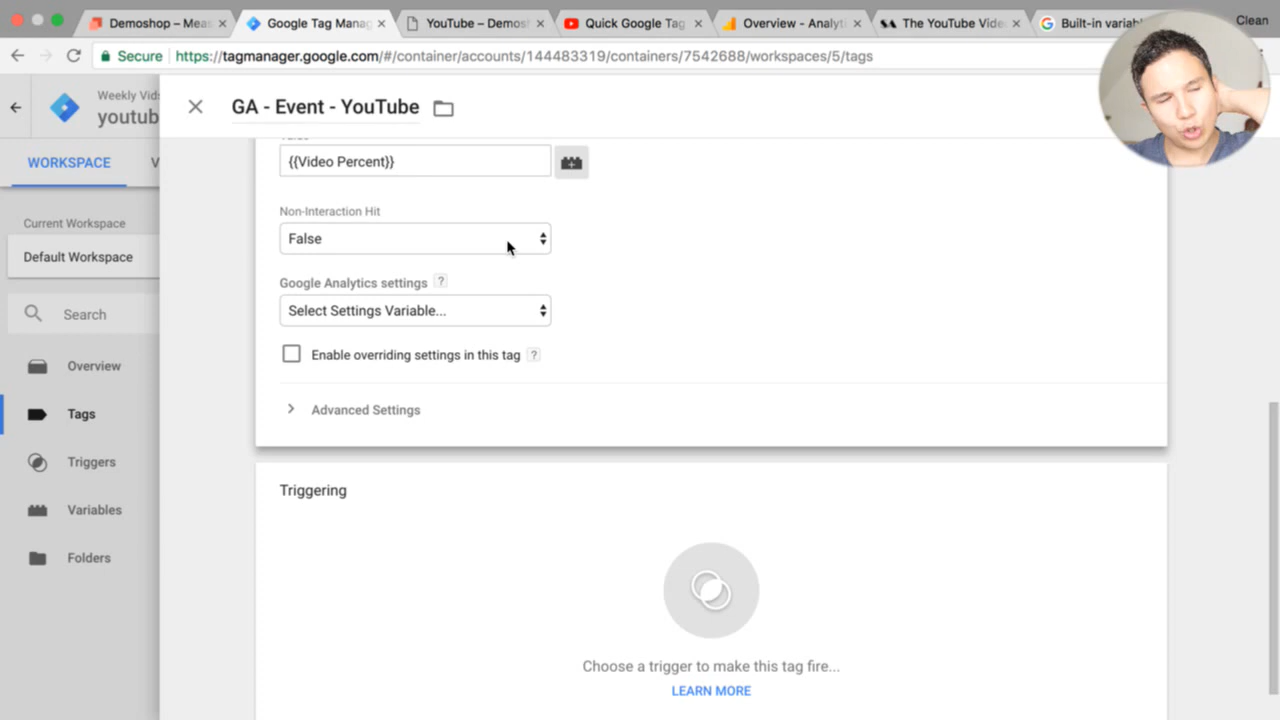 Demoshop – Meas
Google Tag Manag
YouTube – Demos
Quick Google Tag
Overview - Analyti
The YouTube Vide
Built-in variab
Clean
Secure
https://tagmanager.google.com/#/container/accounts/144483319/containers/7542688/workspaces/5/tags
Weekly Vids
youtub
GA - Event - YouTube
WORKSPACE
V
{{Video Percent}}
Current Workspace
Default Workspace
Non-Interaction Hit
False
Google Analytics settings ?
Select Settings Variable...
Search
Enable overriding settings in this tag ?
Overview
Tags
Advanced Settings
Triggers
Variables
Folders
Triggering
Choose a trigger to make this tag fire...
LEARN MORE